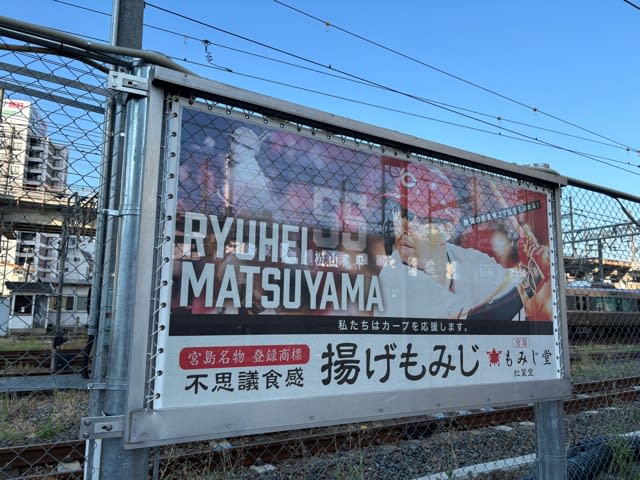 55
RYUHEI
松山竜平
MATSUYAMA
私たちはカープを応援します。
宮島名物 登録商標
不思議食感
揚げもみじ
宮島
もみじ堂
紅葉堂